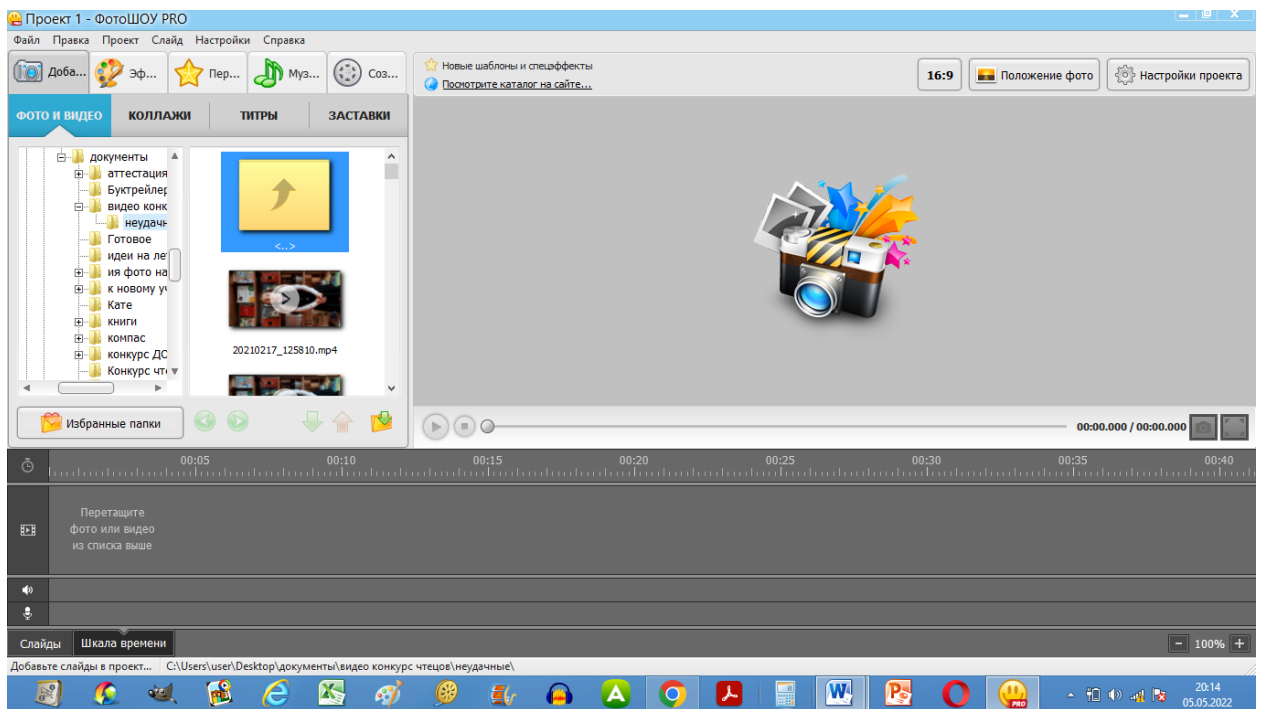 Проект 1 - ФотоШОУ PRO
Файл Правка Проект Слайд Настройки Справка
Доба... Эф... Пер... Муз... Соз...
Новые шаблоны и спецэффекты
Посмотрите каталог на сайте...
16:9 Положение фото Настройки проекта
ФОТО И ВИДЕО КОЛЛАЖИ ТИТРЫ ЗАСТАВКИ
документы
аттестация
Буктрейлер
видео конк
неудачн
Готовое
идеи на ле
ия фото на
к новому уч
Кате
книги
компас
конкурс ДО
Конкурс чте
<..>
20210217_125810.mp4
Избранные папки
00:00.000 / 00:00.000
00:05 00:10 00:15 00:20 00:25 00:30 00:35 00:40
Перетащите
фото или видео
из списка выше
Слайды Шкала времени
100%
Добавьте слайды в проект... C:\Users\user\Desktop\документы\видео конкурс чтецов\неудачные\
20:14
05.05.2022